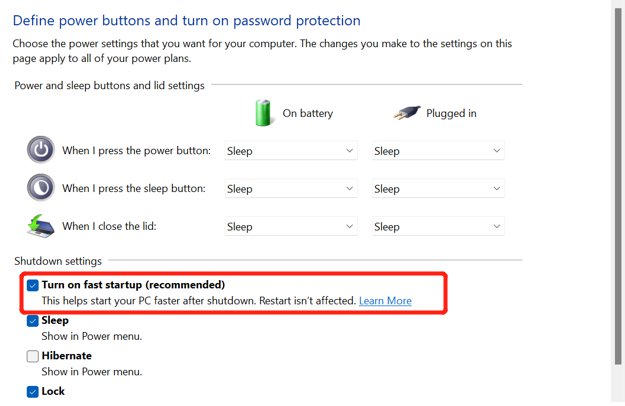 Define power buttons and turn on password protection
Choose the power settings that you want for your computer. The changes you make to the settings on this
page apply to all of your power plans.
Power and sleep buttons and lid settings
On battery Plugged in
When I press the power button: Sleep Sleep
When I press the sleep button: Sleep Sleep
When I close the lid: Sleep Sleep
Shutdown settings
Turn on fast startup (recommended)
This helps start your PC faster after shutdown. Restart isn't affected. Learn More
Sleep
Show in Power menu.
Hibernate
Show in Power menu.
Lock